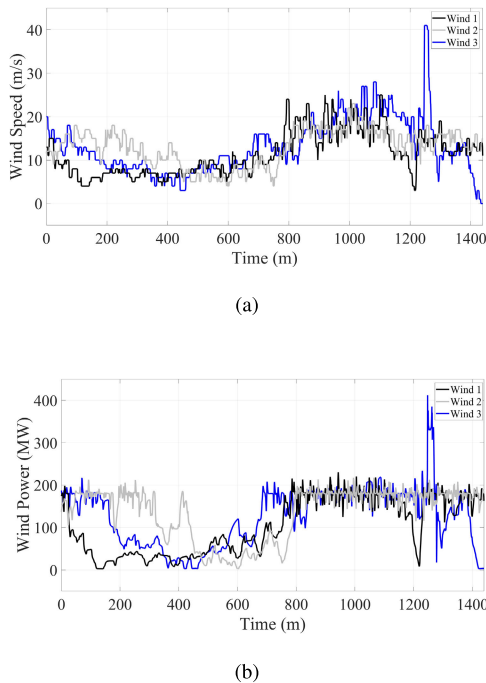 40
30
20
10
0
Wind Speed (m/s)
Wind 1
Wind 2
Wind 3
0 200 400 600 800 1000 1200 1400
Time (m)
(a)
400
300
200
100
0
Wind Power (MW)
Wind 1
Wind 2
Wind 3
0 200 400 600 800 1000 1200 1400
Time (m)
(b)